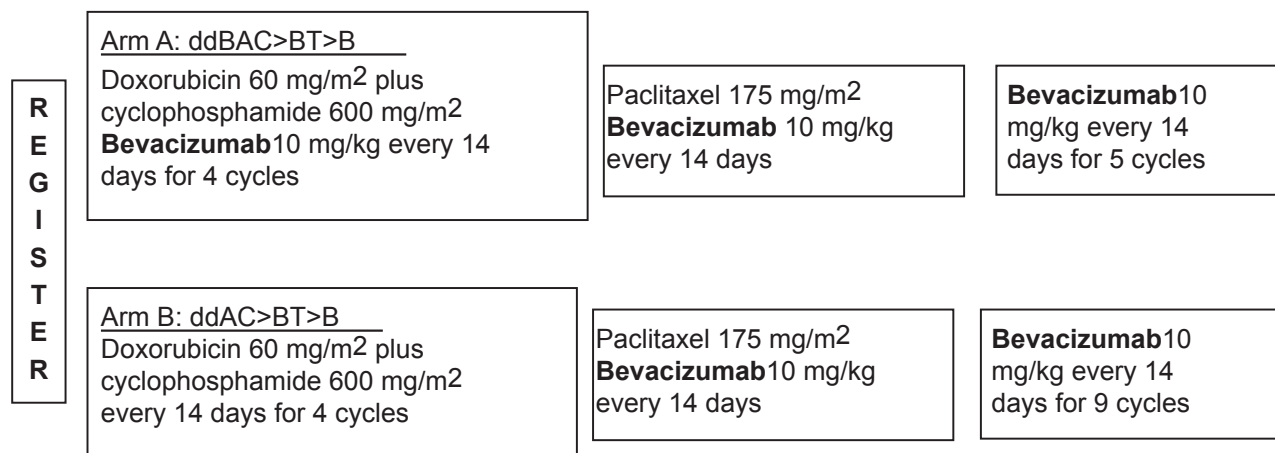 R
E
G
I
S
T
E
R
Arm A: ddBAC>BT>B
Doxorubicin 60 mg/m2 plus
cyclophosphamide 600 mg/m2
Bevacizumab10 mg/kg every 14
days for 4 cycles
Paclitaxel 175 mg/m2
Bevacizumab 10 mg/kg
every 14 days
Bevacizumab10
mg/kg every 14
days for 5 cycles
Arm B: ddAC>BT>B
Doxorubicin 60 mg/m2 plus
cyclophosphamide 600 mg/m2
every 14 days for 4 cycles
Paclitaxel 175 mg/m2
Bevacizumab10 mg/kg
every 14 days
Bevacizumab10
mg/kg every 14
days for 9 cycles